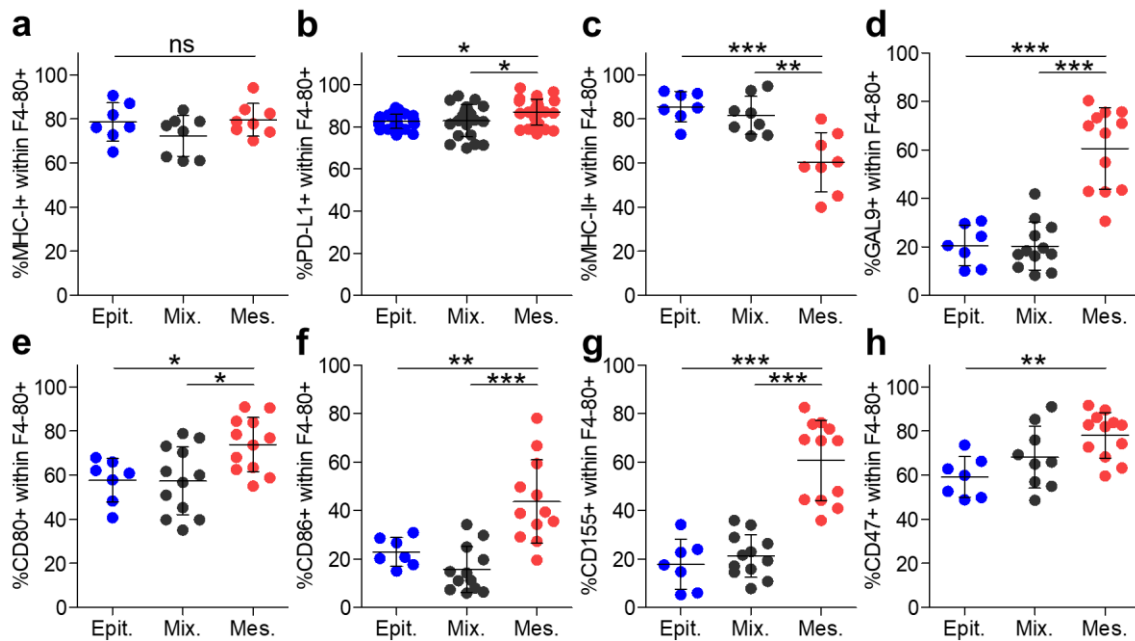 a
ns
%MHC-I+ within F4-80+
100
80
60
40
20
0
Epit. Mix. Mes.
b
*
*
%PD-L1+ within F4-80+
100
80
60
40
20
0
Epit. Mix. Mes.
c
***
**
%MHC-II+ within F4-80+
100
80
60
40
20
0
Epit. Mix. Mes.
d
***
***
%GAL9+ within F4-80+
100
80
60
40
20
0
Epit. Mix. Mes.
e
*
*
%CD80+ within F4-80+
100
80
60
40
20
0
Epit. Mix. Mes.
f
**
***
%CD86+ within F4-80+
100
80
60
40
20
0
Epit. Mix. Mes.
g
***
***
%CD155+ within F4-80+
100
80
60
40
20
0
Epit. Mix. Mes.
h
**
%CD47+ within F4-80+
100
80
60
40
20
0
Epit. Mix. Mes.